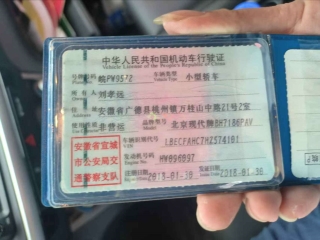 中华人民共和国机动车行驶证
Vehicle License of the People's Republic of China
号牌号码 皖PW9572 车辆类型 小型轿车
所有人 刘孝远
住址 安徽省广德县桃州镇万桂山中路21号2室
使用性质 非营运 品牌型号 北京现代牌BH7186PAV
安徽省宣城
市公安局交
通警察支队
车辆识别代号 LBECFAHC7HZ574181
发动机号码 HW096697
注册日期 2018-01-30 发证日期 2018-01-30